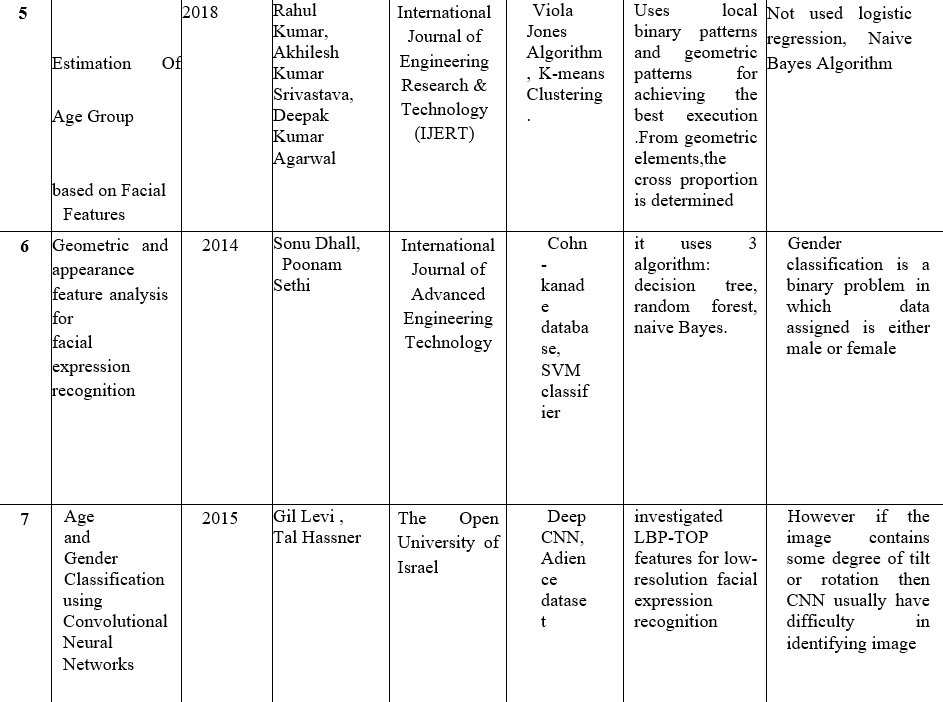 5
Estimation Of
Age Group
based on Facial
Features
2018
Rahul
Kumar,
Akhilesh
Kumar
Srivastava,
Deepak
Kumar
Agarwal
International
Journal of
Engineering
Research &
Technology
(IJERT)
Viola
Jones
Algorithm
, K-means
Clustering
.
Uses local
binary patterns
and geometric
patterns for
achieving the
best execution
.From geometric
elements,the
cross proportion
is determined
Not used logistic
regression, Naive
Bayes Algorithm
6
Geometric and
appearance
feature analysis
for
facial
expression
recognition
2014
Sonu Dhall,
Poonam
Sethi
International
Journal of
Advanced
Engineering
Technology
Cohn
-
kanad
e
databa
se,
SVM
classif
ier
it uses 3
algorithm:
decision tree,
random forest,
naive Bayes.
Gender
classification is a
binary problem in
which data
assigned is either
male or female
7
Age
and
Gender
Classification
using
Convolutional
Neural
Networks
2015
Gil Levi ,
Tal Hassner
The Open
University of
Israel
Deep
CNN,
Adien
ce
datase
t
investigated
LBP-TOP
features for low-
resolution facial
expression
recognition
However if the
image contains
some degree of tilt
or rotation then
CNN usually have
difficulty in
identifying image